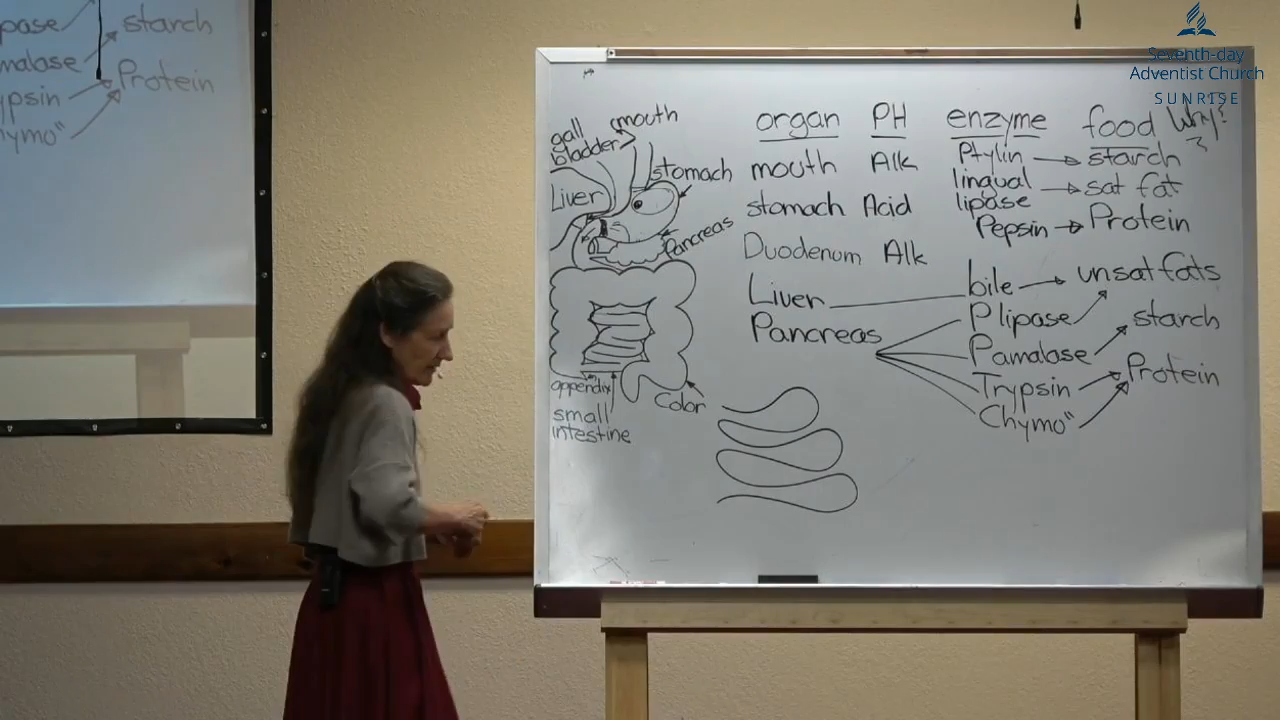 pase starch
malase Protein
ypsin
hymo"
Seventh-day
Adventist Church
SUNRISE
gall
bladder
mouth
stomach
Liver
Pancreas
appendix
small
intestine
Color
organ PH enzyme food Why?
mouth Alk Ptylin starch
lingual
lipase sat fat
stomach Acid
Pepsin Protein
Duodenum Alk
Liver bile unsat fats
Pancreas P lipase
Pamalase starch
Trypsin Protein
Chymo"